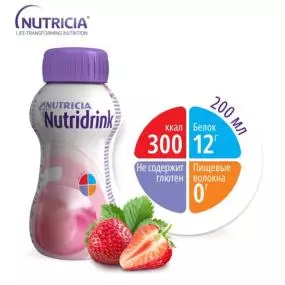 NUTRICIA
LIFE-TRANSFORMING NUTRITION
NUTRICIA
Nutridrink
200 мл
ккал
300
Белок
12г
Не содержит
глютен
Пищевые
волокна
0г